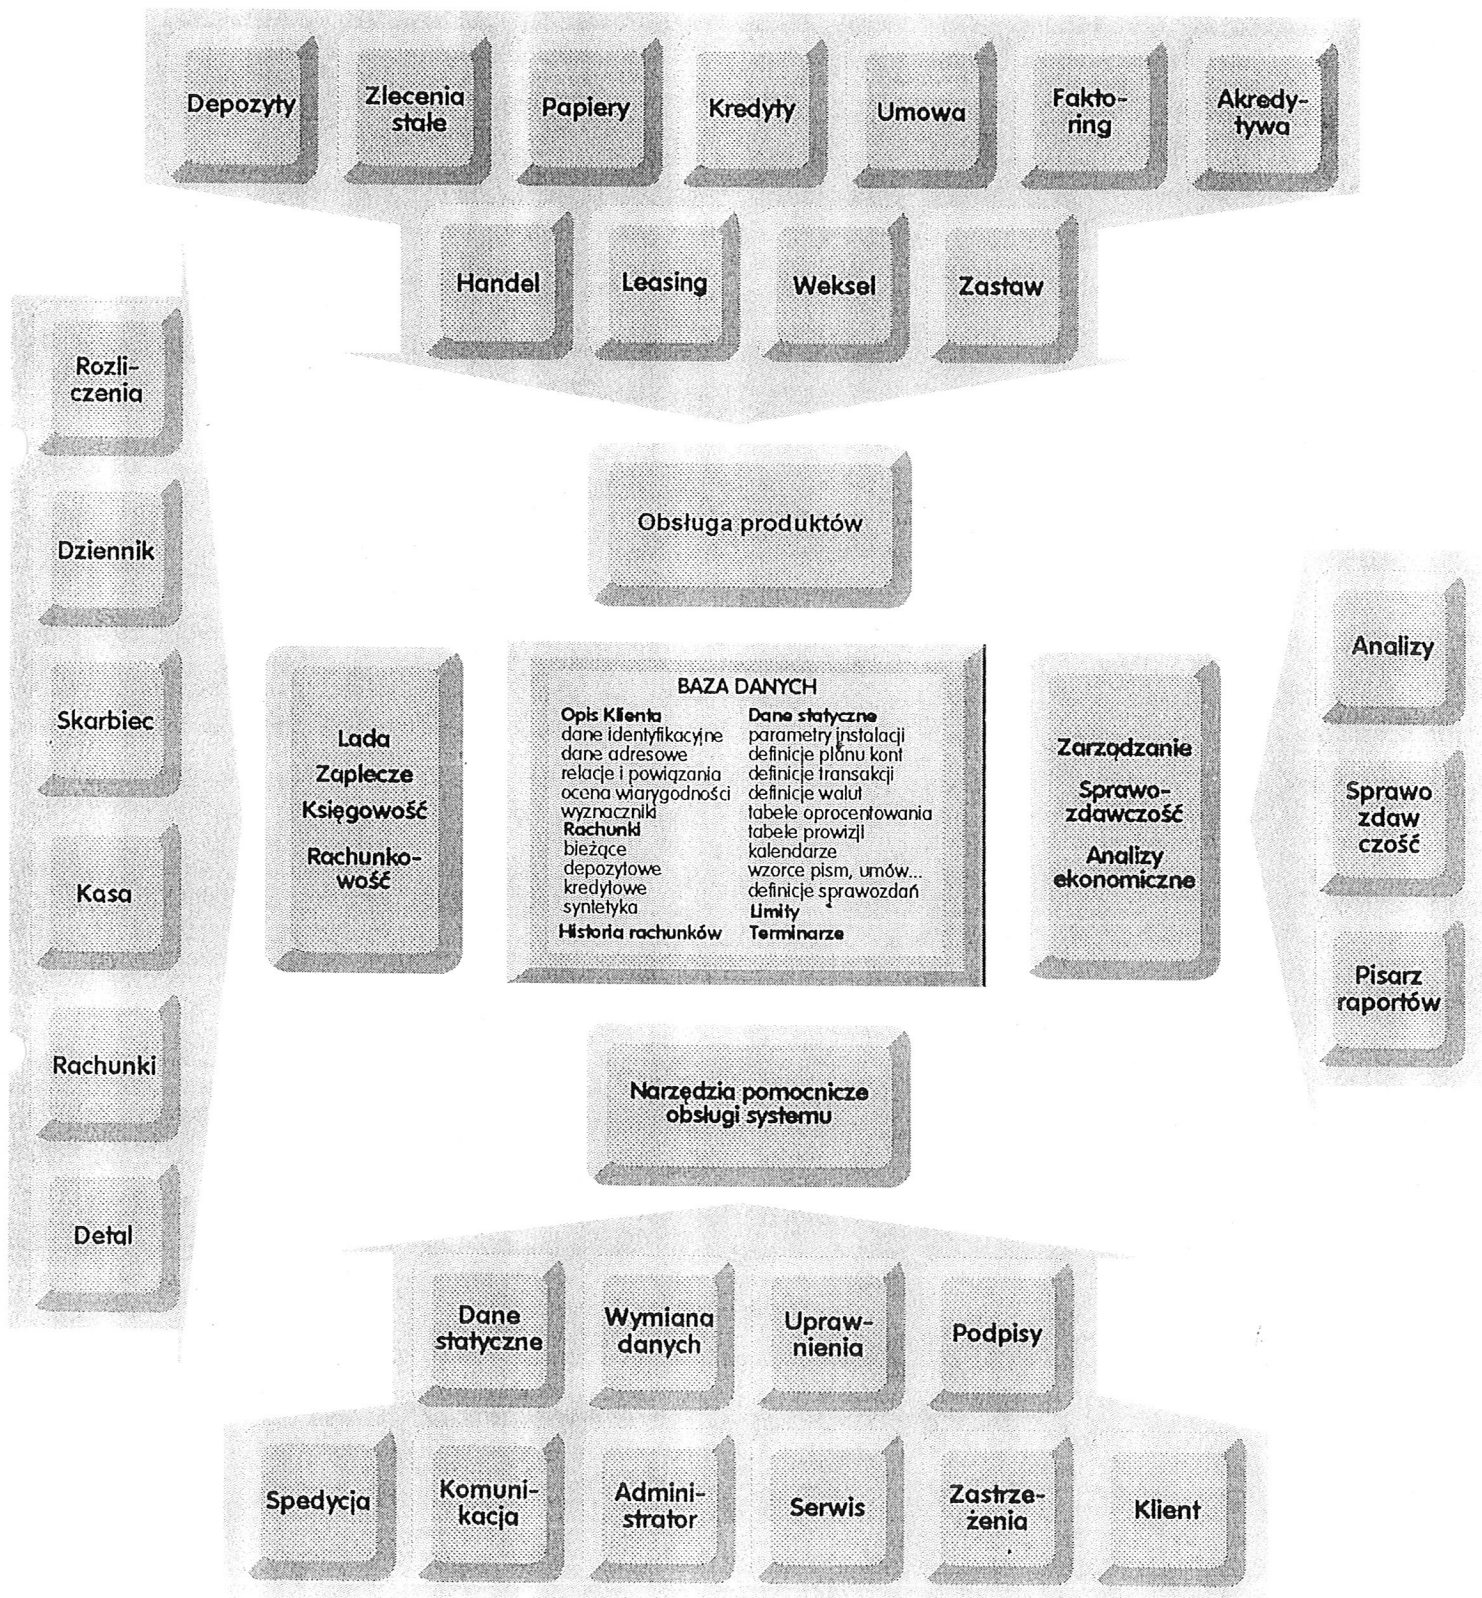 Depozyty
Zlecenia
stałe
Papiery
Kredyty
Umowa
Fakto-
ring
Akredy-
tywa
Handel
Leasing
Weksel
Zastaw
Obsługa produktów
Rozli-
czenia
Dziennik
Skarbiec
Kasa
Rachunki
Detal
Lada
Zaplecze
Księgowość
Rachunko-
wość
BAZA DANYCH
Opis Klienta
dane identyfikacyjne
dane adresowe
relacje i powiązania
ocena wiarygodności
wyznaczniki
Rachunki
bieżące
depozytowe
kredytowe
syntetyka
Historia rachunków
Dane statyczne
parametry instalacji
definicje planu kont
definicje transakcji
definicje walut
tabele oprocentowania
tabele prowizji
kalendarze
wzorce pism, umów...
definicje sprawozdań
Limity
Terminarze
Zarządzanie
Sprawo-
zdawczość
Analizy
ekonomiczne
Analizy
Sprawo
zdaw
czość
Pisarz
raportów
Narzędzia pomocnicze
obsługi systemu
Dane
statyczne
Wymiana
danych
Upraw-
nienia
Podpisy
Spedycja
Komuni-
kacja
Admini-
strator
Serwis
Zastrze-
żenia
Klient